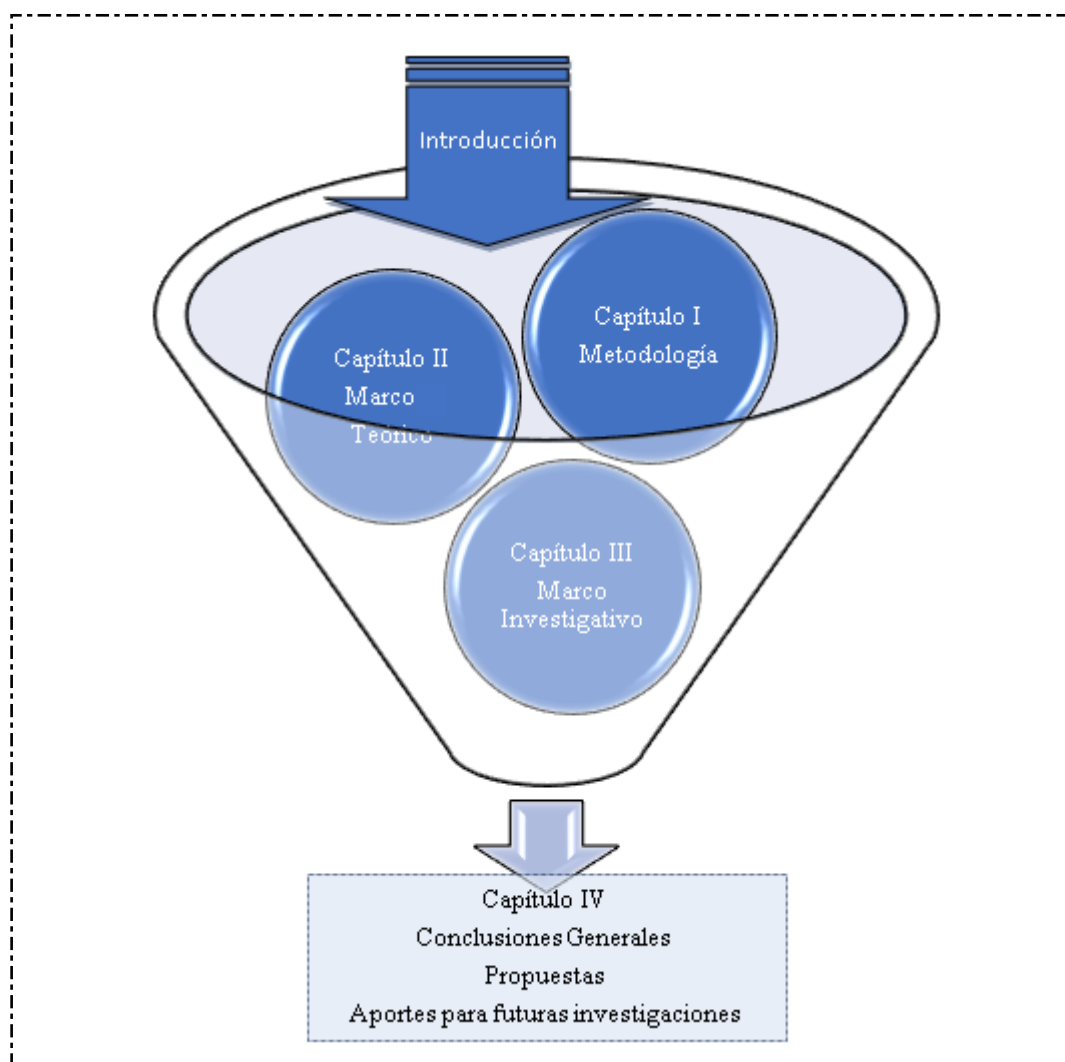 Introducción
Capítulo I
Metodología
Capítulo II
Marco
Teórico
Capítulo III
Marco
Investigativo
Capítulo IV
Conclusiones Generales
Propuestas
Aportes para futuras investigaciones